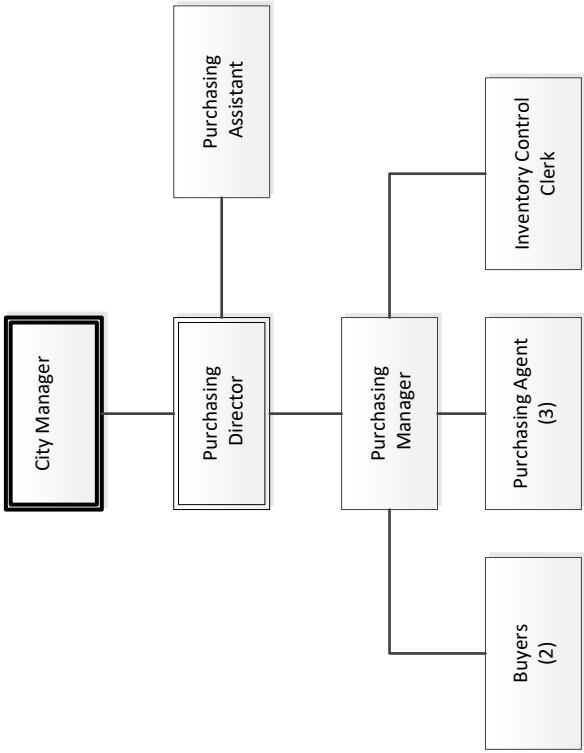 City Manager
Purchasing
Director
Purchasing
Assistant
Purchasing
Manager
Buyers
(2)
Purchasing Agent
(3)
Inventory Control
Clerk